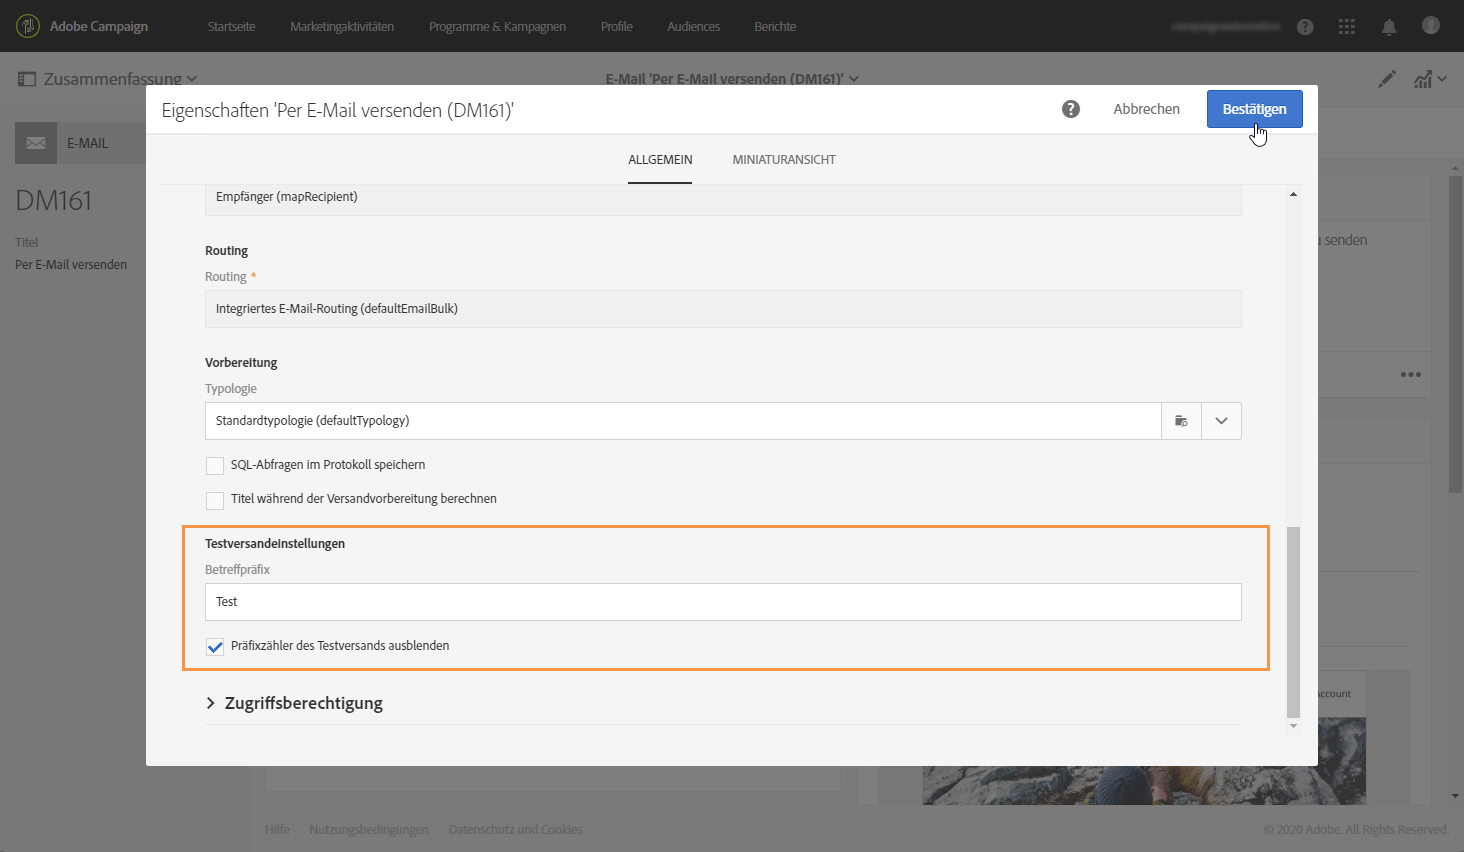 Adobe Campaign
Startseite
Marketingaktivitäten
Programme & Kampagnen
Profile
Audiences
Berichte
Zusammenfassung
E-Mail 'Per E-Mail versenden (DM161)'
Eigenschaften 'Per E-Mail versenden (DM161)'
Abbrechen
Bestätigen
E-MAIL
ALLGEMEIN
MINIATURANSICHT
DM161
Titel
Per E-Mail versenden
Empfänger (mapRecipient)
senden
Routing
Routing *
Integriertes E-Mail-Routing (defaultEmailBulk)
Vorbereitung
Typologie
Standardtypologie (defaultTypology)
SQL-Abfragen im Protokoll speichern
Titel während der Versandvorbereitung berechnen
Testversandeinstellungen
Betreffpräfix
Test
Präfixzähler des Testversands ausblenden
Zugriffsberechtigung
Account
Hilfe
Nutzungsbedingungen
Datenschutz und Cookies
© 2020 Adobe. All Rights Reserved.